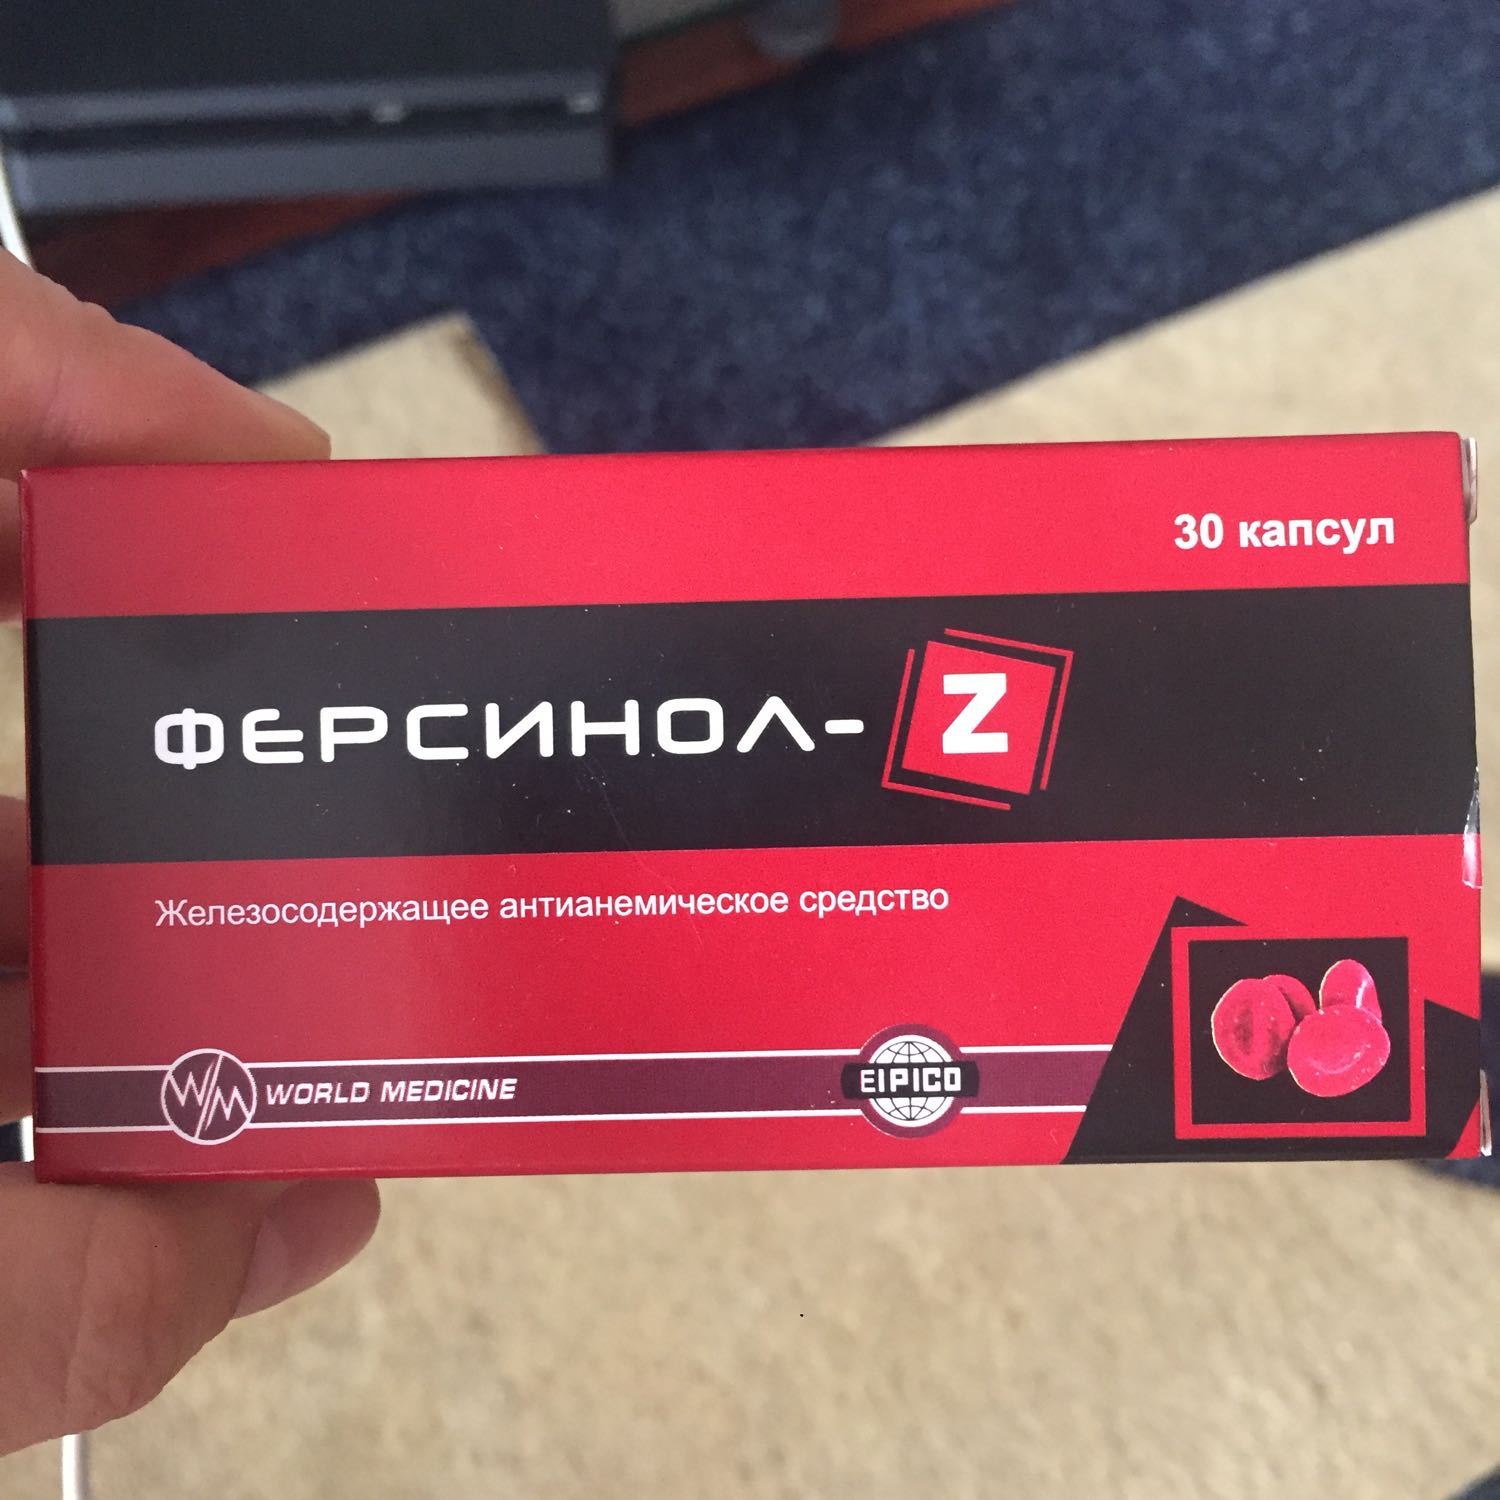 30 капсул
ФЕРСИНОЛ-Z
Железосодержащее антианемическое средство
WM WORLD MEDICINE
EIPICO